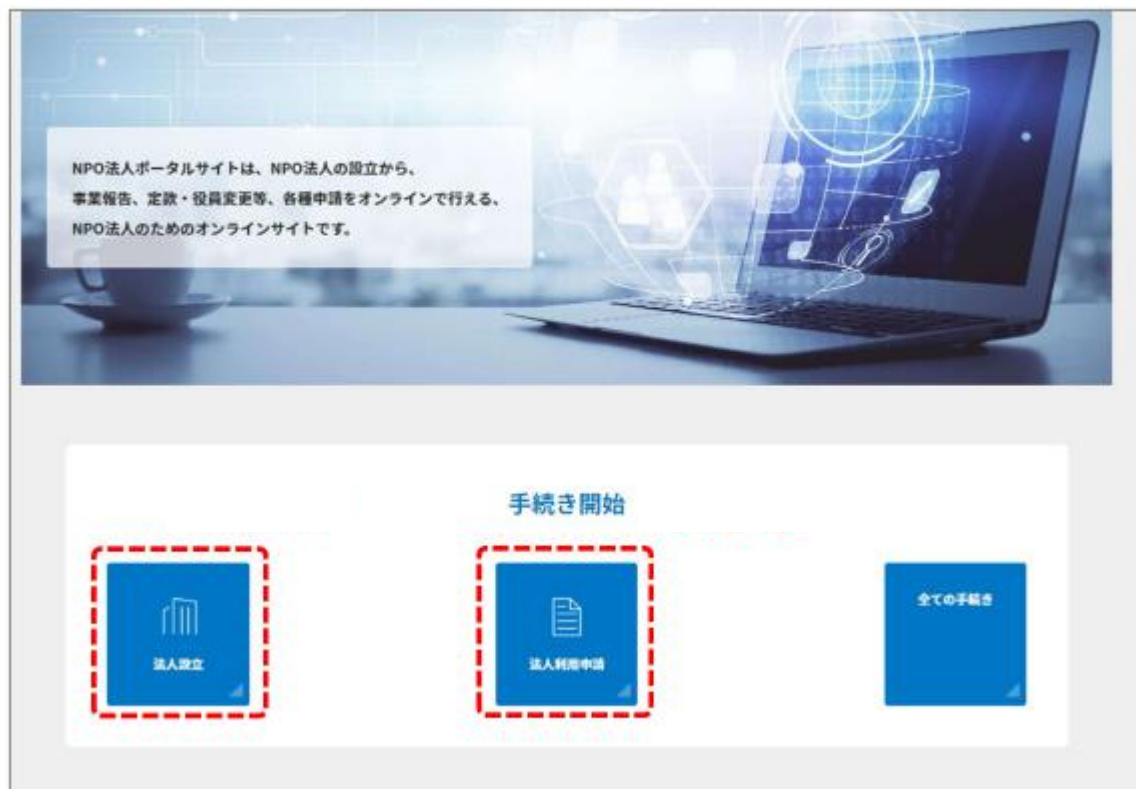 NPO法人ポータルサイトは、NPO法人の設立から、
事業報告、定款・役員変更等、各種申請をオンラインで行える、
NPO法人のためのオンラインサイトです。
手続き開始
法人設立
法人利用申請
全ての手続き